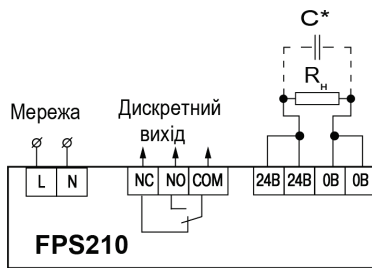 C*
Rн
Мережа
Дискретний
вихід
L N NC NO COM 24В 24В 0В 0В
FPS210